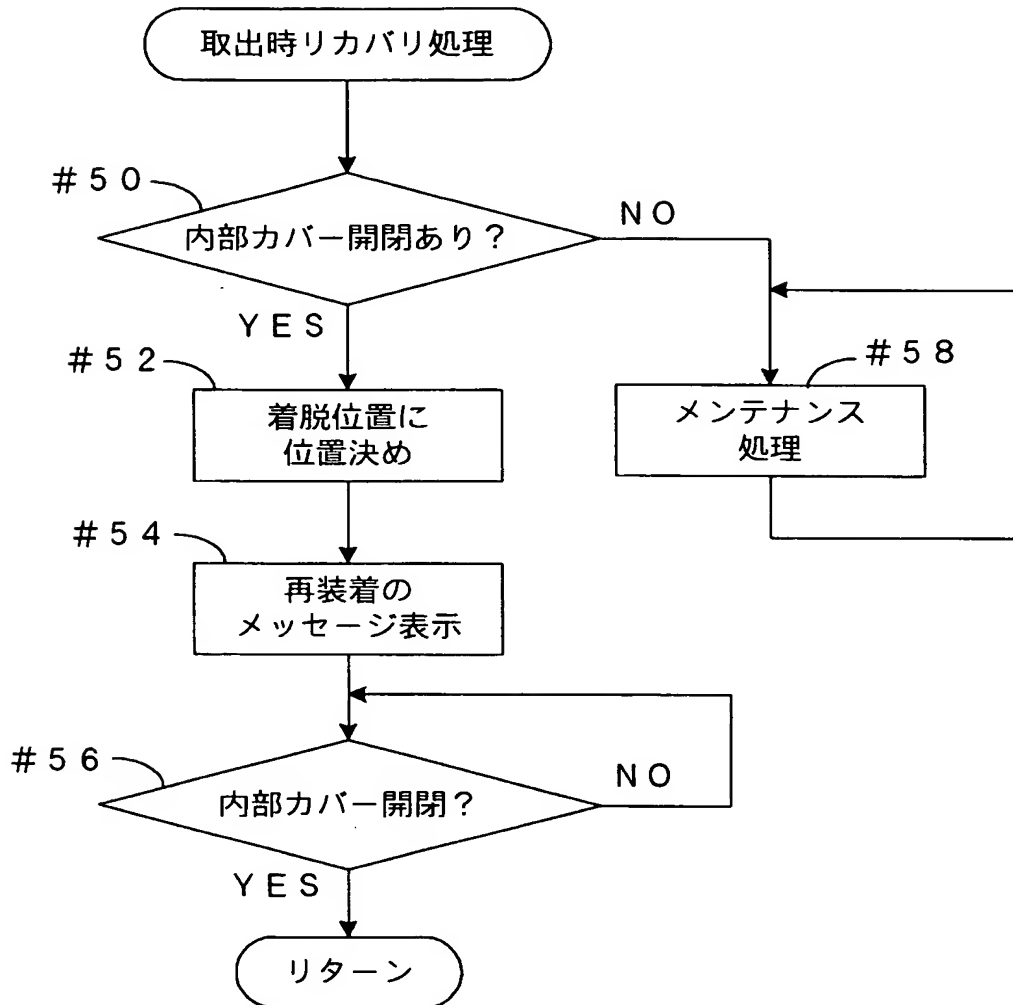 取出時リカバリ処理
＃５０
内部カバー開閉あり？
ＮＯ
ＹＥＳ
＃５２
着脱位置に
位置決め
＃５８
メンテナンス
処理
＃５４
再装着の
メッセージ表示
＃５６
内部カバー開閉？
ＮＯ
ＹＥＳ
リターン